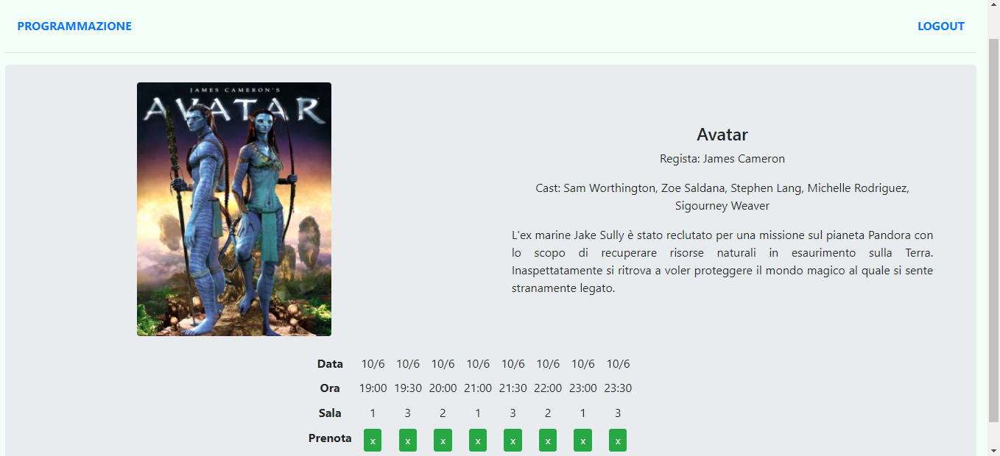 PROGRAMMAZIONE
LOGOUT
JAMES CAMERON'S
AVATAR
Avatar
Regista: James Cameron
Cast: Sam Worthington, Zoe Saldana, Stephen Lang, Michelle Rodriguez,
Sigourney Weaver
L'ex marine Jake Sully è stato reclutato per una missione sul pianeta Pandora con
lo scopo di recuperare risorse naturali in esaurimento sulla Terra.
Inaspettatamente si ritrova a voler proteggere il mondo magico al quale si sente
stranamente legato.
Data 10/6 10/6 10/6 10/6 10/6 10/6 10/6 10/6
Ora 19:00 19:30 20:00 21:00 21:30 22:00 23:00 23:30
Sala 1 3 2 1 3 2 1 3
Prenota x x x x x x x x